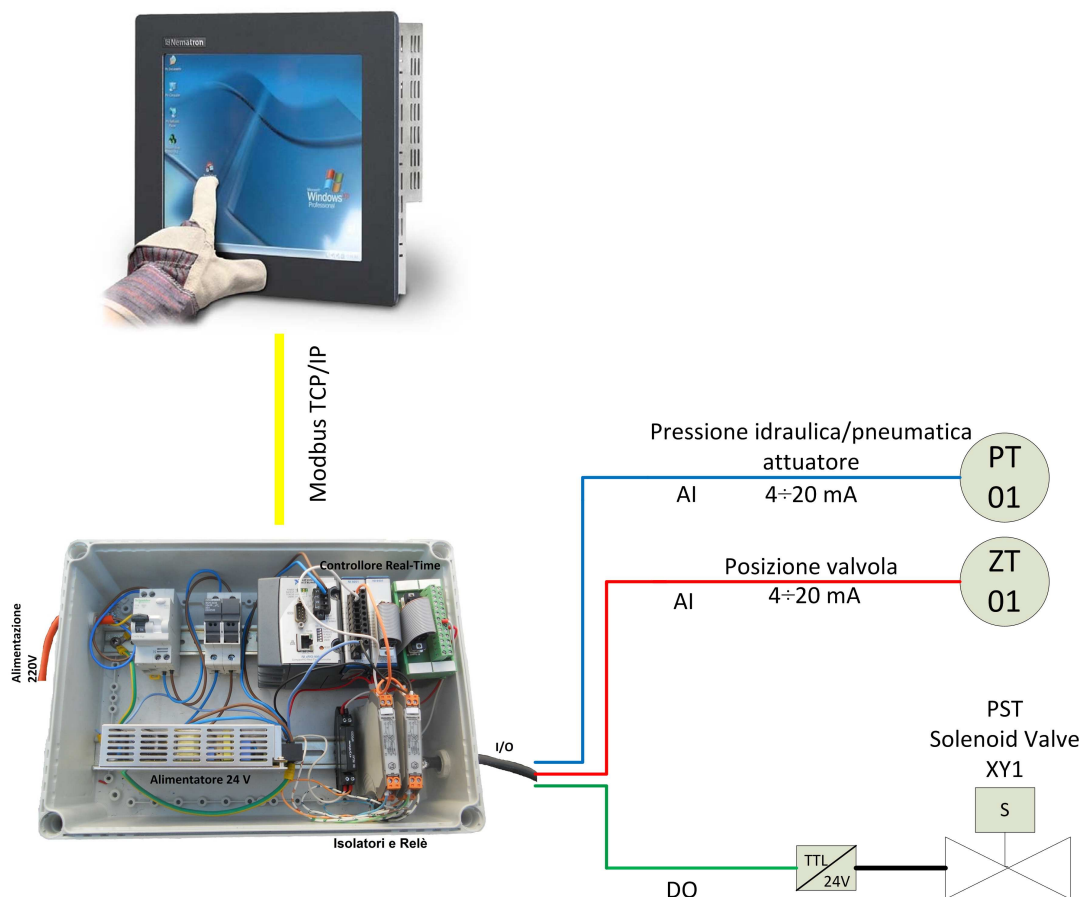 Nematron
Microsoft
Windows
Professional
Modbus TCP/IP
Pressione idraulica/pneumatica
attuatore
AI
4÷20 mA
PT
01
Posizione valvola
AI
4÷20 mA
ZT
01
Controllore Real-Time
Alimentazione
220V
Alimentatore 24 V
I/O
Isolatori e Relè
PST
Solenoid Valve
XY1
S
TTL
24V
DO